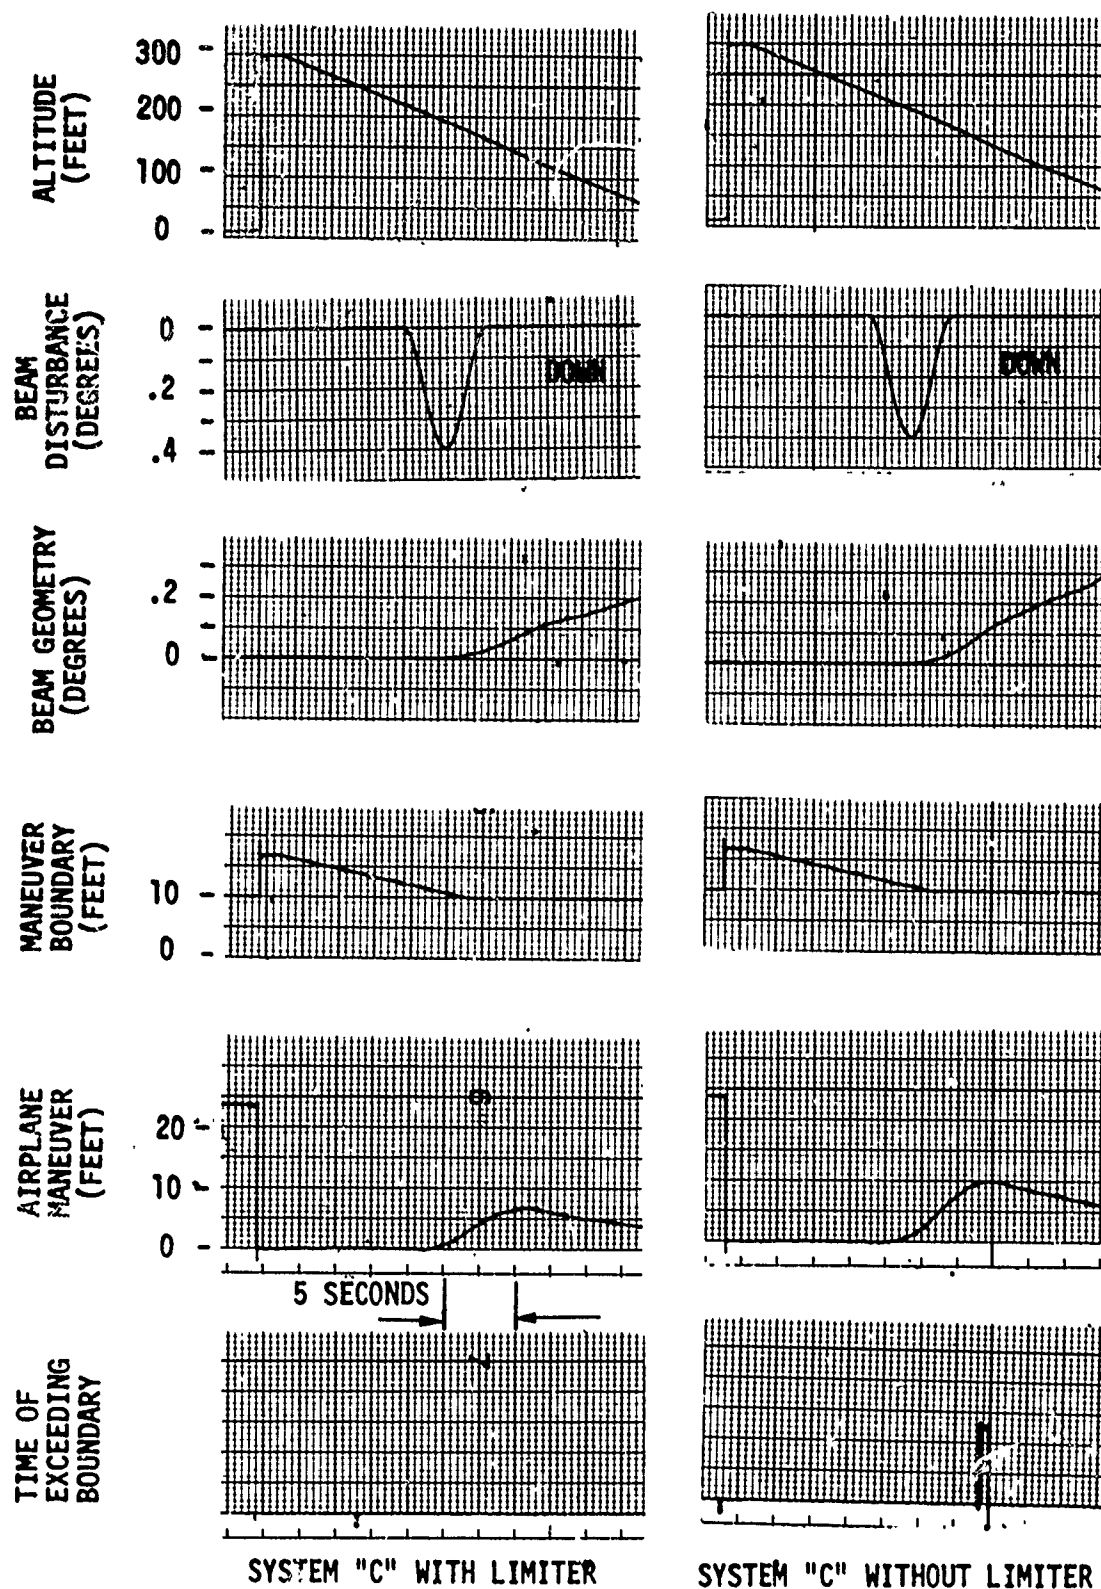 ALTITUDE
(FEET)
300
200
100
0
BEAM
DISTURBANCE
(DEGREES)
0
.2
.4
DOWN
DOWN
BEAM GEOMETRY
(DEGREES)
.2
0
MANEUVER
BOUNDARY
(FEET)
10
0
AIRPLANE
MANEUVER
(FEET)
20
10
0
5 SECONDS
TIME OF
EXCEEDING
BOUNDARY
SYSTEM "C" WITH LIMITER
SYSTEM "C" WITHOUT LIMITER